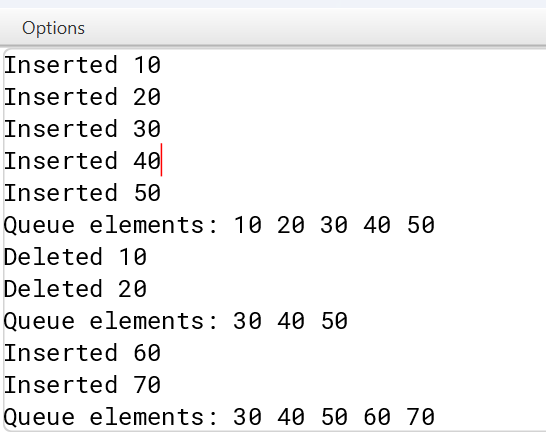 Options
Inserted 10
Inserted 20
Inserted 30
Inserted 40
Inserted 50
Queue elements: 10 20 30 40 50
Deleted 10
Deleted 20
Queue elements: 30 40 50
Inserted 60
Inserted 70
Queue elements: 30 40 50 60 70